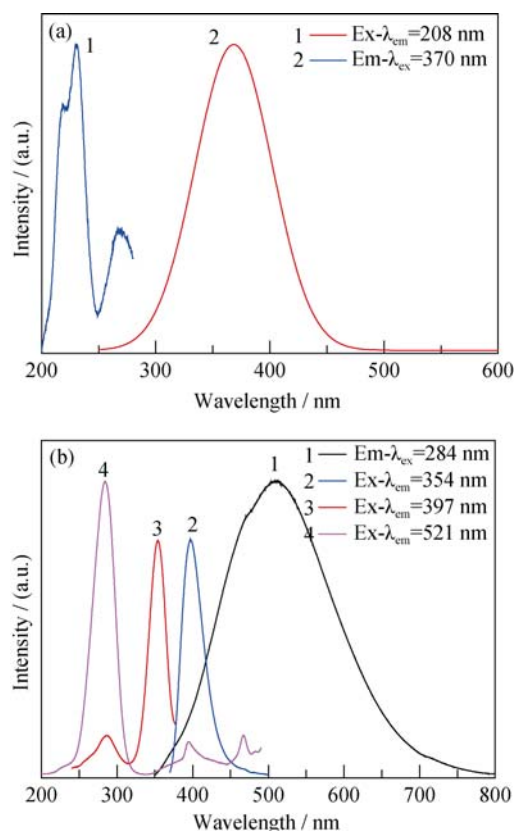 (a)
1 Ex-λem=208 nm
2 Em-λex=370 nm
1
2
Intensity / (a.u.)
200 300 400 500 600
Wavelength / nm
(b)
1 Em-λex=284 nm
2 Ex-λem=354 nm
3 Ex-λem=397 nm
4 Ex-λem=521 nm
4
3
2
1
Intensity / (a.u.)
200 300 400 500 600 700 800
Wavelength / nm